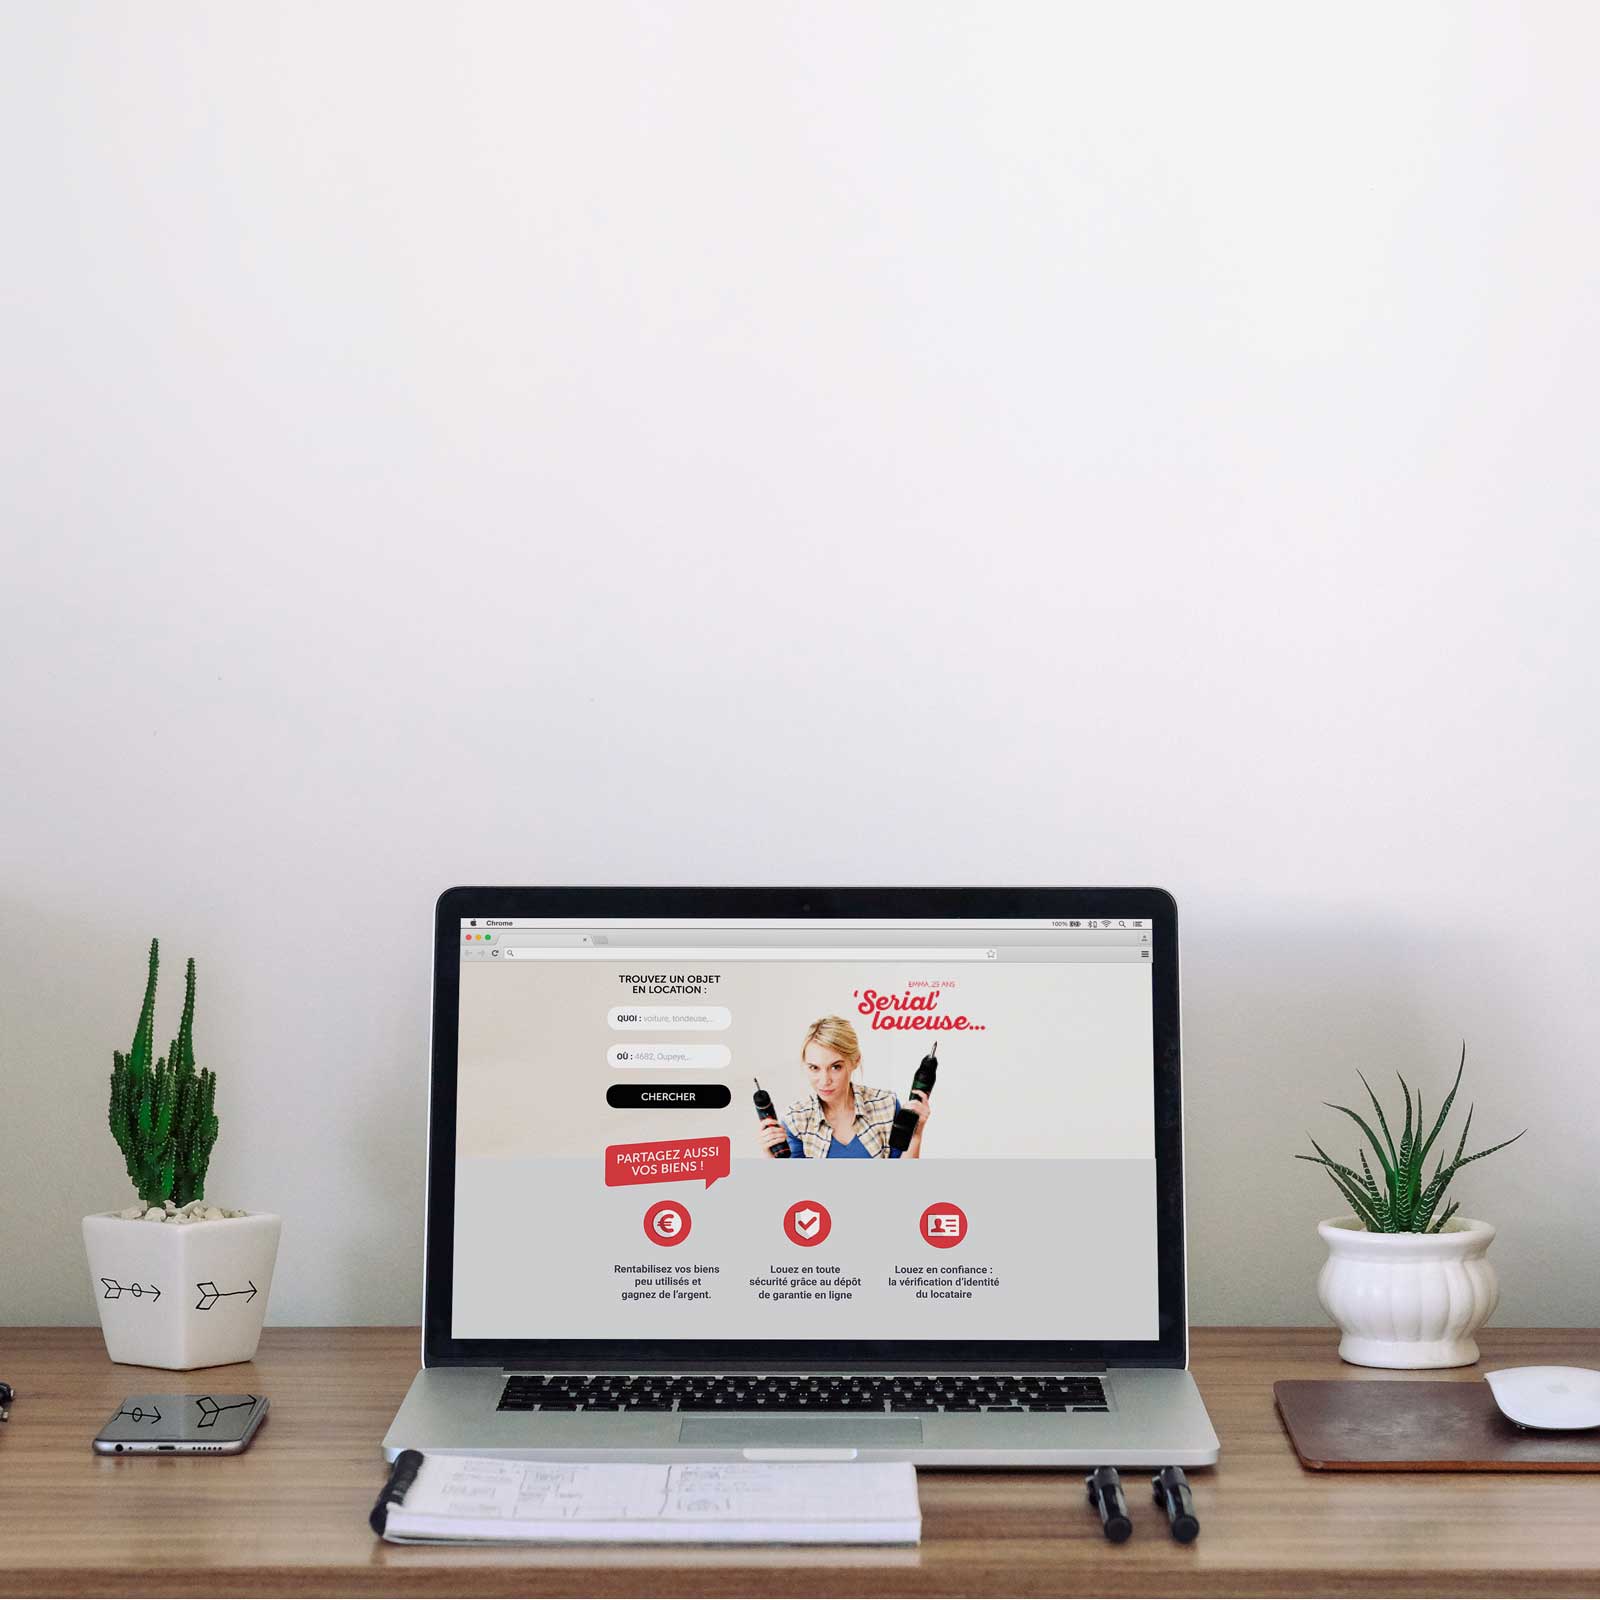 Chrome
100%
TROUVEZ UN OBJET
EN LOCATION :
QUOI : voiture, tondeuse,...
OÙ : 4682, Oupeye,...
CHERCHER
EMMA, 25 ANS
'Serial'
loueuse...
PARTAGEZ AUSSI
VOS BIENS !
Rentabilisez vos biens
peu utilisés et
gagnez de l'argent.
Louez en toute
sécurité grâce au dépôt
de garantie en ligne
Louez en confiance :
la vérification d'identité
du locataire